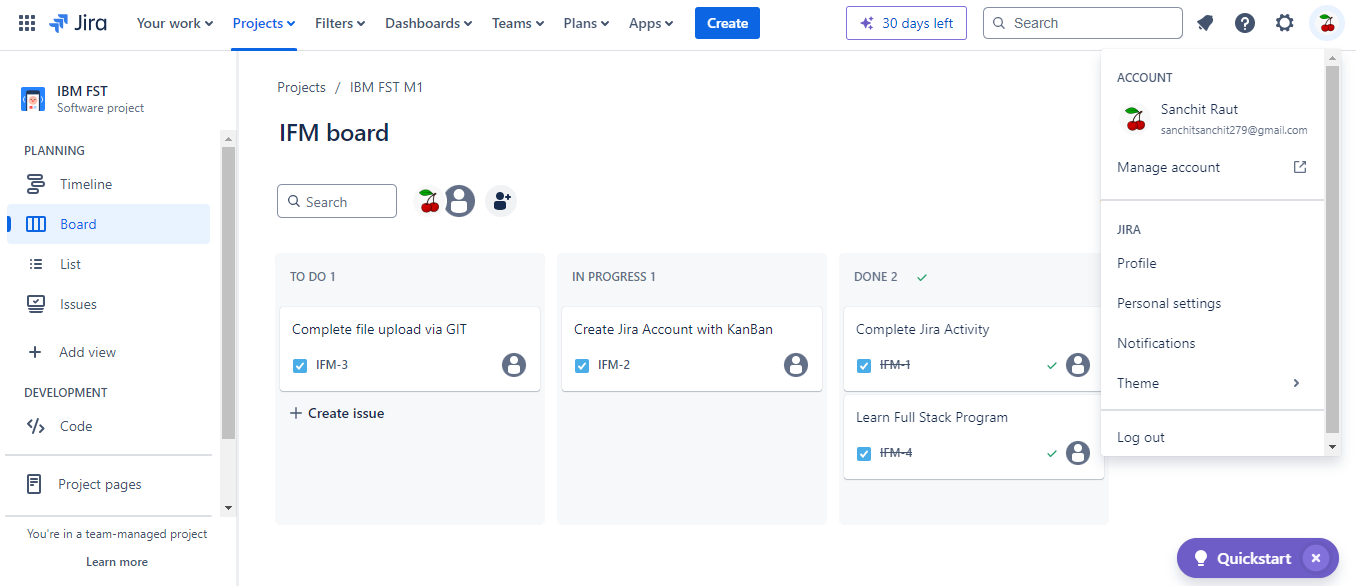 Jira
Your work
Projects
Filters
Dashboards
Teams
Plans
Apps
Create
30 days left
Search
IBM FST
Software project
PLANNING
Timeline
Board
List
Issues
Add view
DEVELOPMENT
Code
Project pages
You're in a team-managed project
Learn more
Projects / IBM FST M1
IFM board
Search
TO DO 1
Complete file upload via GIT
IFM-3
Create issue
IN PROGRESS 1
Create Jira Account with KanBan
IFM-2
DONE 2
Complete Jira Activity
IFM-1
Learn Full Stack Program
IFM-4
ACCOUNT
Sanchit Raut
sanchitsanchit279@gmail.com
Manage account
JIRA
Profile
Personal settings
Notifications
Theme
Log out
Quickstart